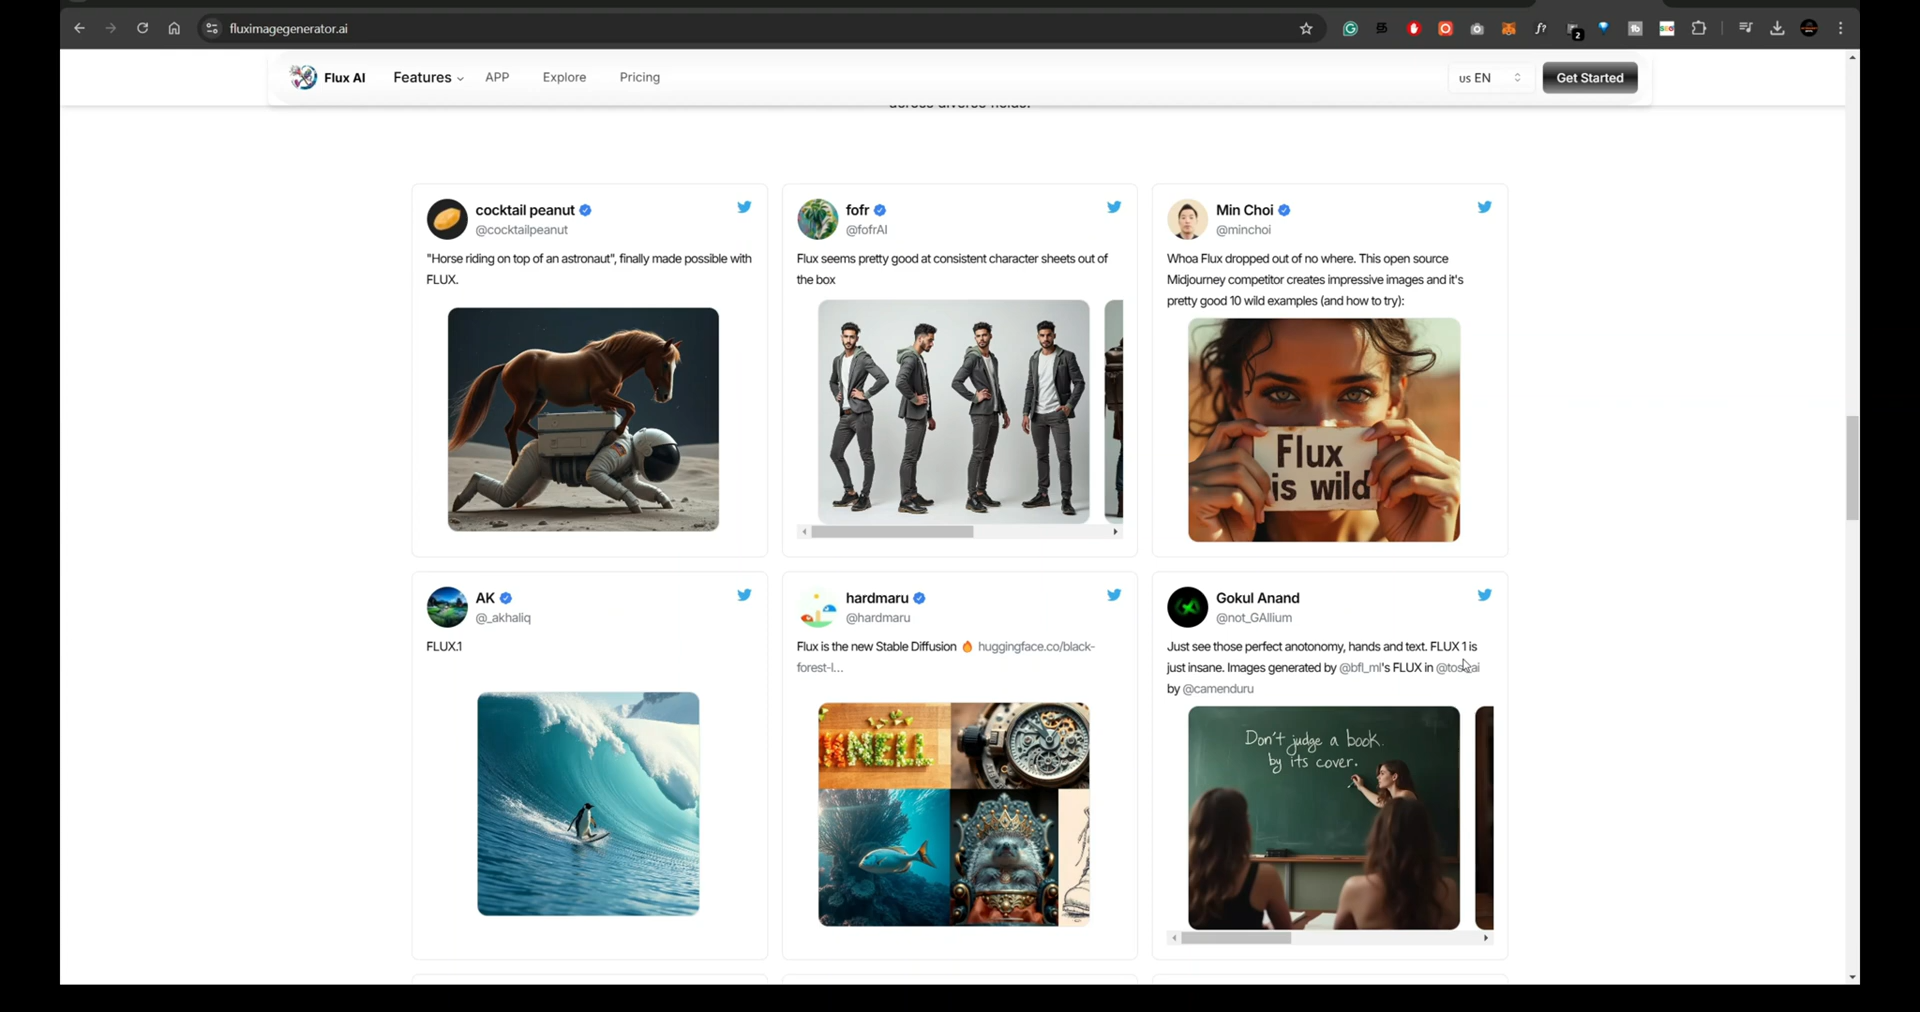 fluximagegenerator.ai
2
Flux AI
Features
APP
Explore
Pricing
us EN
Get Started
across diverse fields.
cocktail peanut
@cocktailpeanut
"Horse riding on top of an astronaut", finally made possible with
FLUX.
fofr
@fofrAI
Flux seems pretty good at consistent character sheets out of
the box
Min Choi
@minchoi
Whoa Flux dropped out of no where. This open source
Midjourney competitor creates impressive images and it's
pretty good 10 wild examples (and how to try):
Flux
is wild
AK
@_akhaliq
FLUX.1
hardmaru
@hardmaru
Flux is the new Stable Diffusion 🔥 huggingface.co/black-
forest-l...
Gokul Anand
@not_GAllium
Just see those perfect anotonomy, hands and text. FLUX 1 is
just insane. Images generated by @bfl_ml's FLUX in
by @camenduru
Don't judge a book.
by its cover.